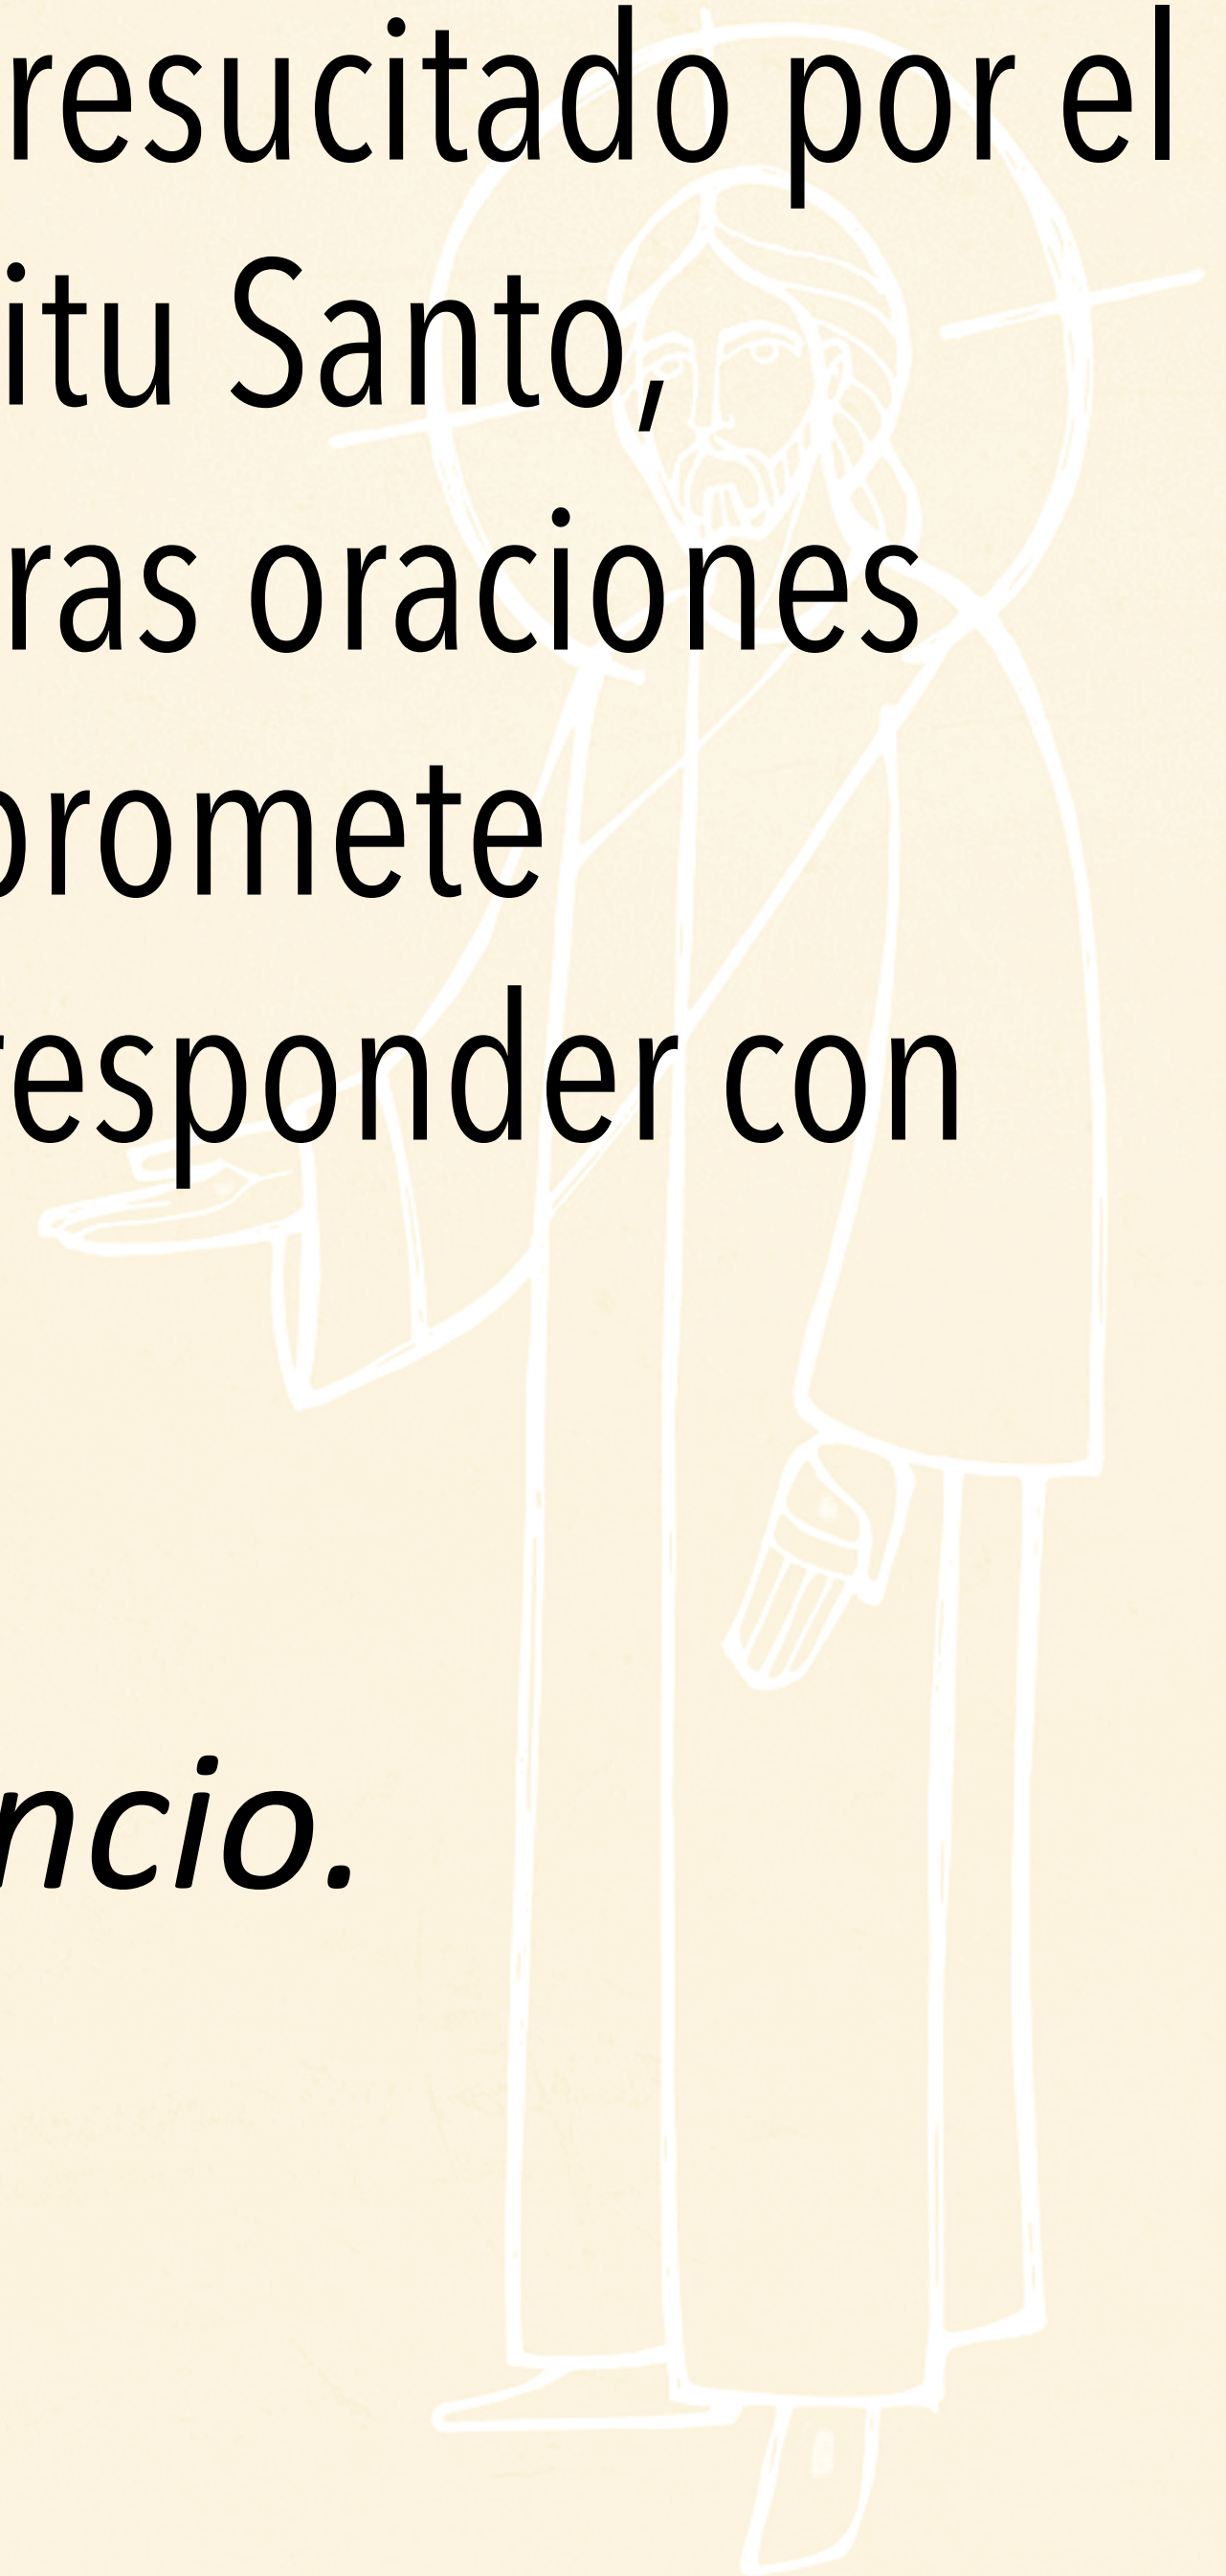 resucitado por el
itu Santo,
ras oraciones
promete
responder con
ncio.